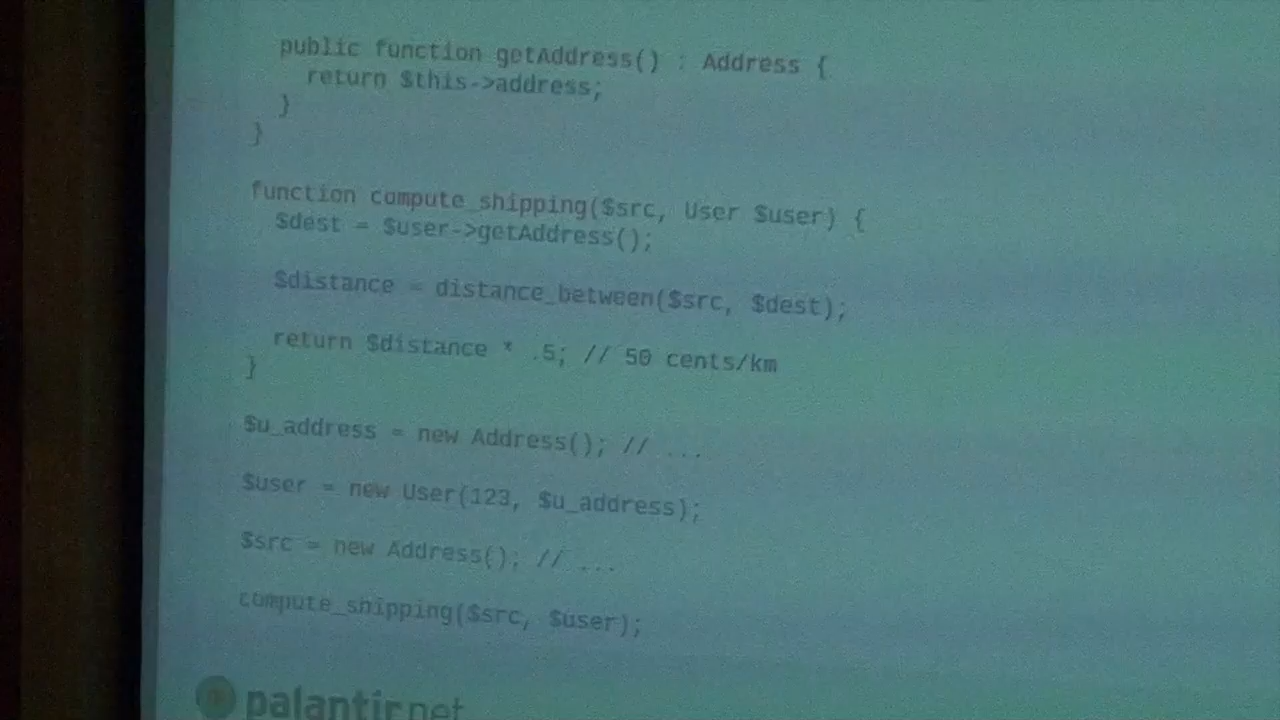 public function getAddress() : Address {
return $this->address;
}
}
function compute_shipping($src, User $user) {
$dest = $user->getAddress();
$distance = distance_between($src, $dest);
return $distance * .5; // 50 cents/km
}
$u_address = new Address(); // ...
$user = new User(123, $u_address);
$src = new Address(); // ...
compute_shipping($src, $user);
palantir.net